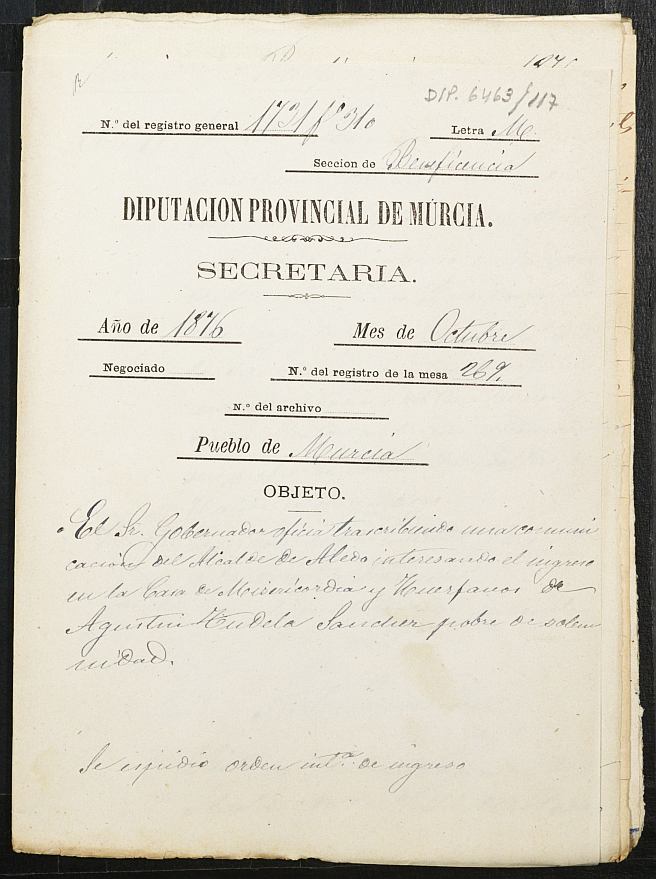 DIP. 6463/117
N.º del registro general 1731 fº 310
Letra M.
Seccion de Beneficencia
DIPUTACION PROVINCIAL DE MÚRCIA.
SECRETARIA.
Año de 1876
Mes de Octubre
Negociado
N.º del registro de la mesa 269.
N.º del archivo
Pueblo de Murcia
OBJETO.
El Sr. Gobernador oficia trascribiendo una comuni
cacion del Alcalde de Aledo interesando el ingreso
en la Casa de Misericordia y Huerfanos de
Agustin Tudela Sanchez pobre de solem
nidad.
Se espidió orden intª. de ingreso